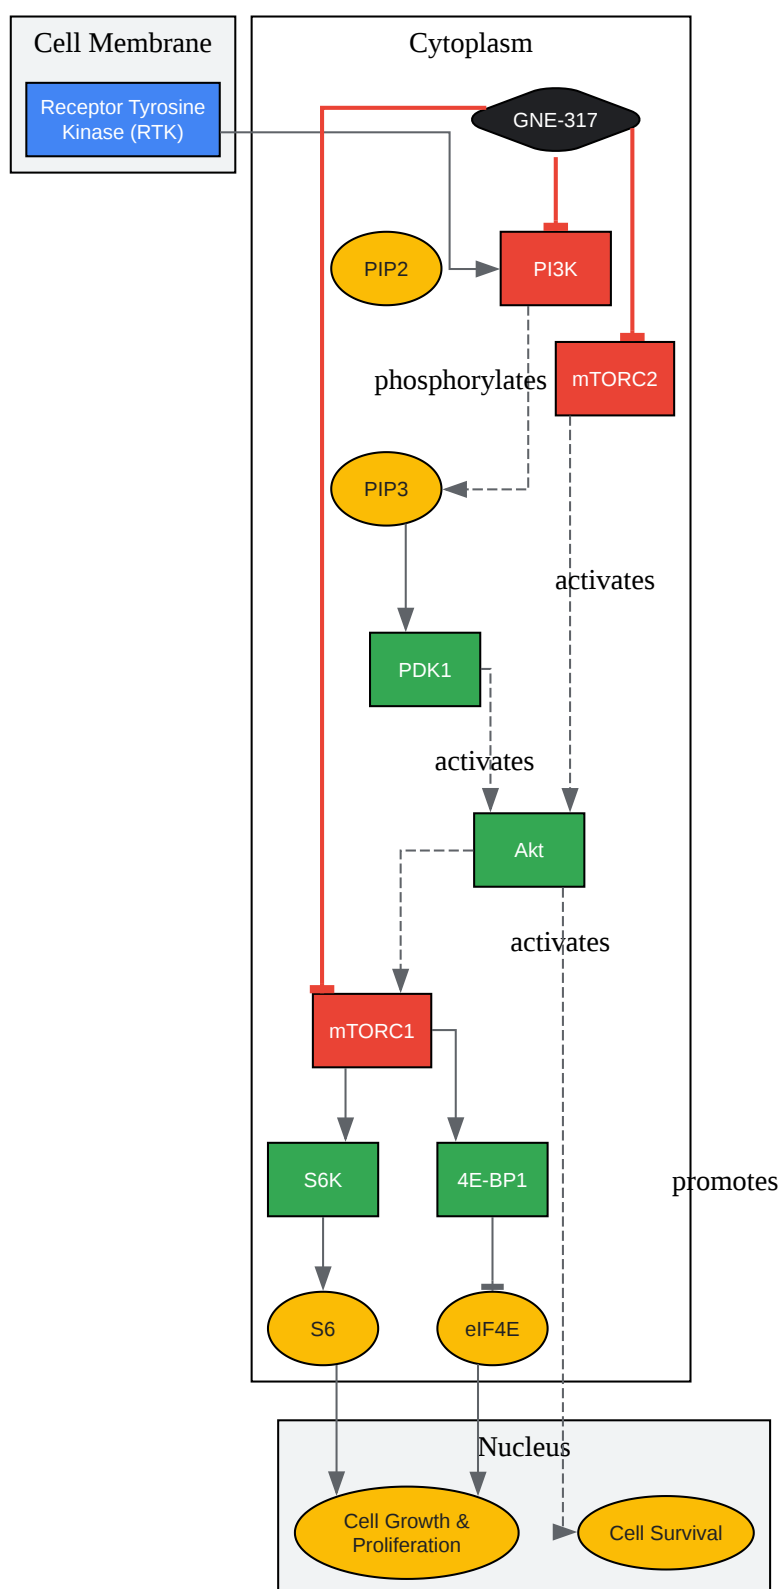 Cell Membrane
Cytoplasm
Receptor Tyrosine
Kinase (RTK)
GNE-317
PIP2
PI3K
phosphorylates
mTORC2
PIP3
activates
PDK1
activates
Akt
activates
mTORC1
S6K
4E-BP1
promotes
S6
eIF4E
Nucleus
Cell Growth &
Proliferation
Cell Survival